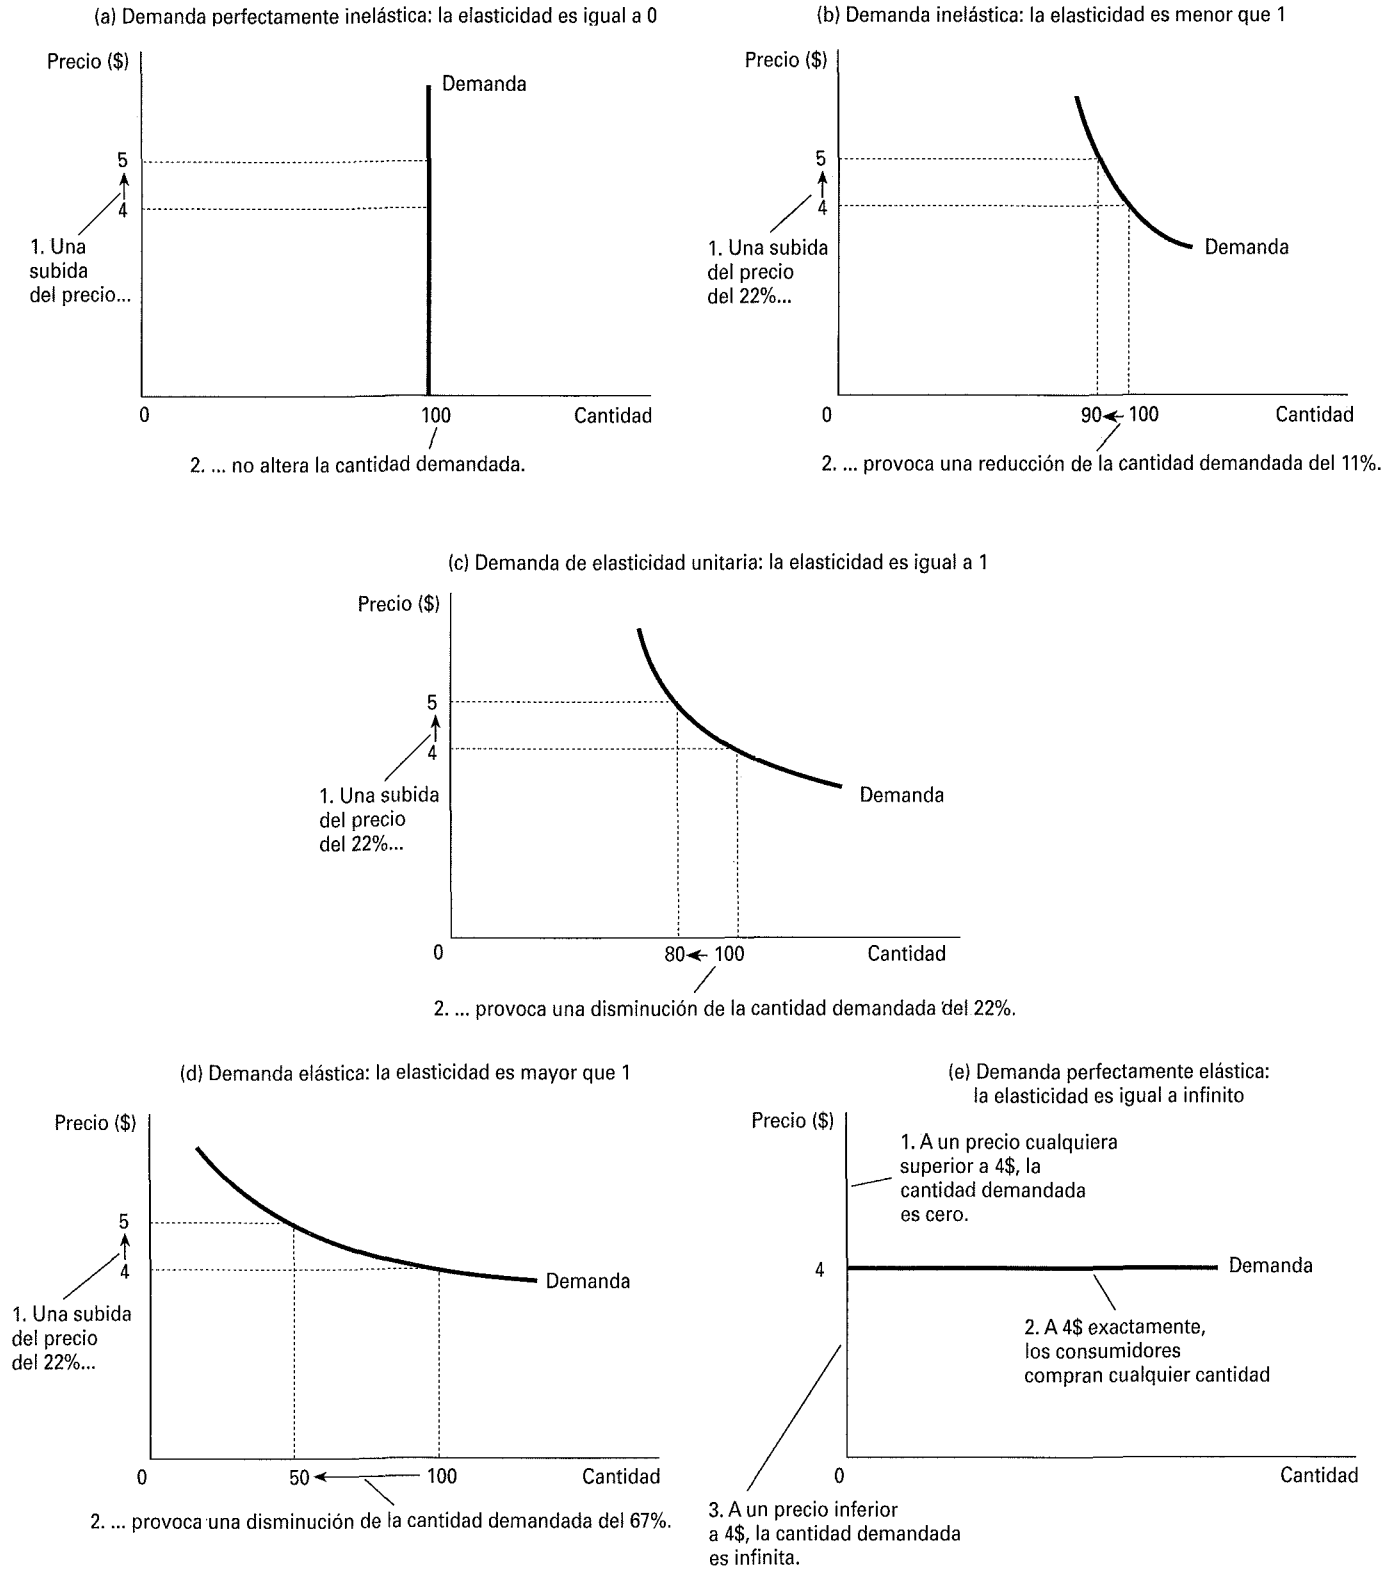 (a) Demanda perfectamente inelástica: la elasticidad es igual a 0
Precio ($)
Demanda
5
4
1. Una
subida
del precio...
0
100
Cantidad
2. ... no altera la cantidad demandada.
(b) Demanda inelástica: la elasticidad es menor que 1
Precio ($)
5
4
1. Una subida
del precio
del 22%...
Demanda
0
90
100
Cantidad
2. ... provoca una reducción de la cantidad demandada del 11%.
(c) Demanda de elasticidad unitaria: la elasticidad es igual a 1
Precio ($)
5
4
1. Una subida
del precio
del 22%...
Demanda
0
80
100
Cantidad
2. ... provoca una disminución de la cantidad demandada del 22%.
(d) Demanda elástica: la elasticidad es mayor que 1
Precio ($)
5
4
1. Una subida
del precio
del 22%...
Demanda
0
50
100
Cantidad
2. ... provoca una disminución de la cantidad demandada del 67%.
(e) Demanda perfectamente elástica:
la elasticidad es igual a infinito
Precio ($)
1. A un precio cualquiera
superior a 4$, la
cantidad demandada
es cero.
4
Demanda
2. A 4$ exactamente,
los consumidores
compran cualquier cantidad
0
Cantidad
3. A un precio inferior
a 4$, la cantidad demandada
es infinita.